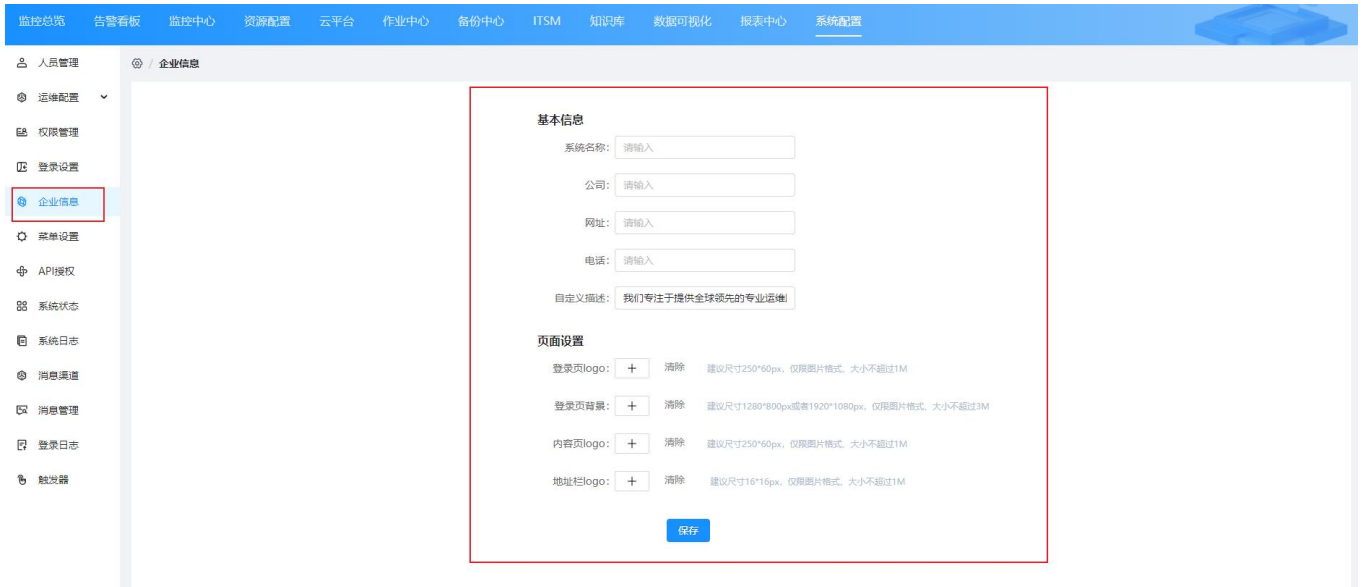 监控总览 告警看板 监控中心 资源配置 云平台 作业中心 备份中心 ITSM 知识库 数据可视化 报表中心 系统配置
人员管理
/ 企业信息
运维配置
权限管理
登录设置
企业信息
菜单设置
API授权
系统状态
系统日志
消息渠道
消息管理
登录日志
触发器
基本信息
系统名称: 请输入
公司: 请输入
网址: 请输入
电话: 请输入
自定义描述: 我们专注于提供全球领先的专业运维
页面设置
登录页logo: + 清除 建议尺寸250*60px，仅限图片格式，大小不超过1M
登录页背景: + 清除 建议尺寸1280*800px或者1920*1080px，仅限图片格式，大小不超过3M
内容页logo: + 清除 建议尺寸250*60px，仅限图片格式，大小不超过1M
地址栏logo: + 清除 建议尺寸16*16px，仅限图片格式，大小不超过1M
保存